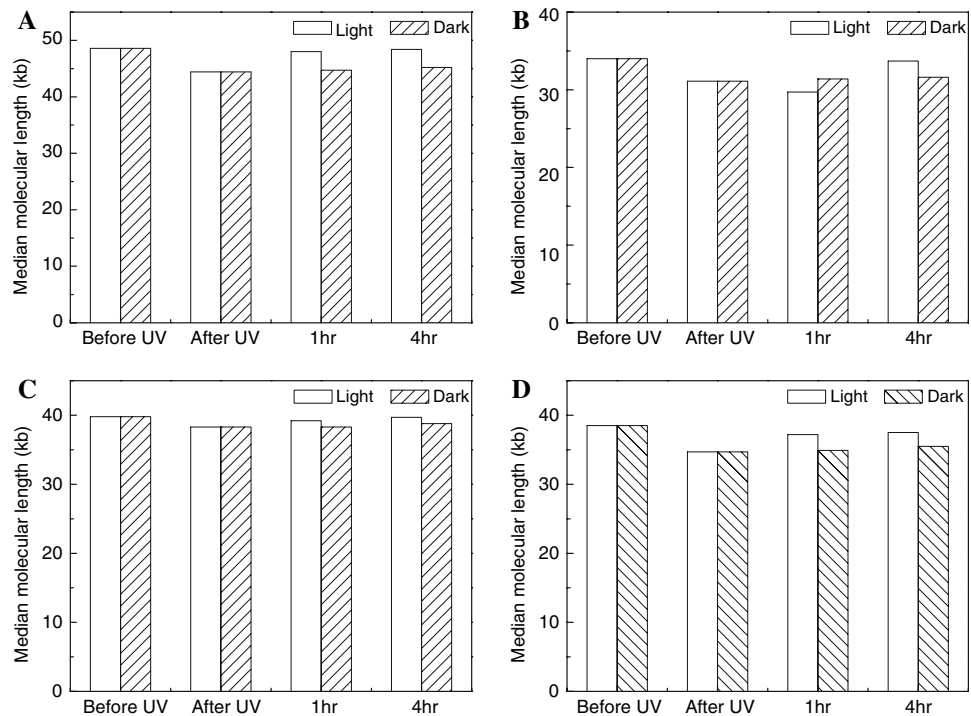 A
Light Dark
Median molecular length (kb)
50
40
30
20
10
0
Before UV After UV 1hr 4hr
B
Light Dark
Median molecular length (kb)
40
30
20
10
0
Before UV After UV 1hr 4hr
C
Light Dark
Median molecular length (kb)
40
30
20
10
0
Before UV After UV 1hr 4hr
D
Light Dark
Median molecular length (kb)
40
30
20
10
0
Before UV After UV 1hr 4hr